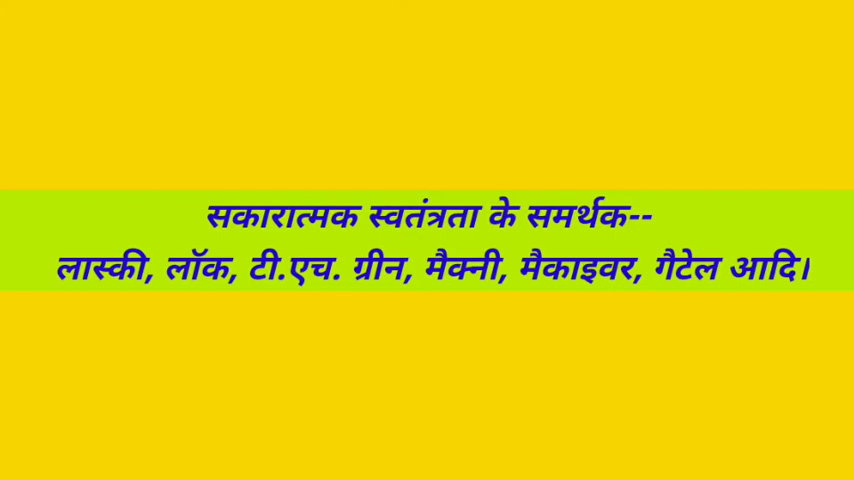 सकारात्मक स्वतंत्रता के समर्थक--
लास्की, लॉक, टी.एच. ग्रीन, मैक्नी, मैकाइवर, गैटेल आदि।